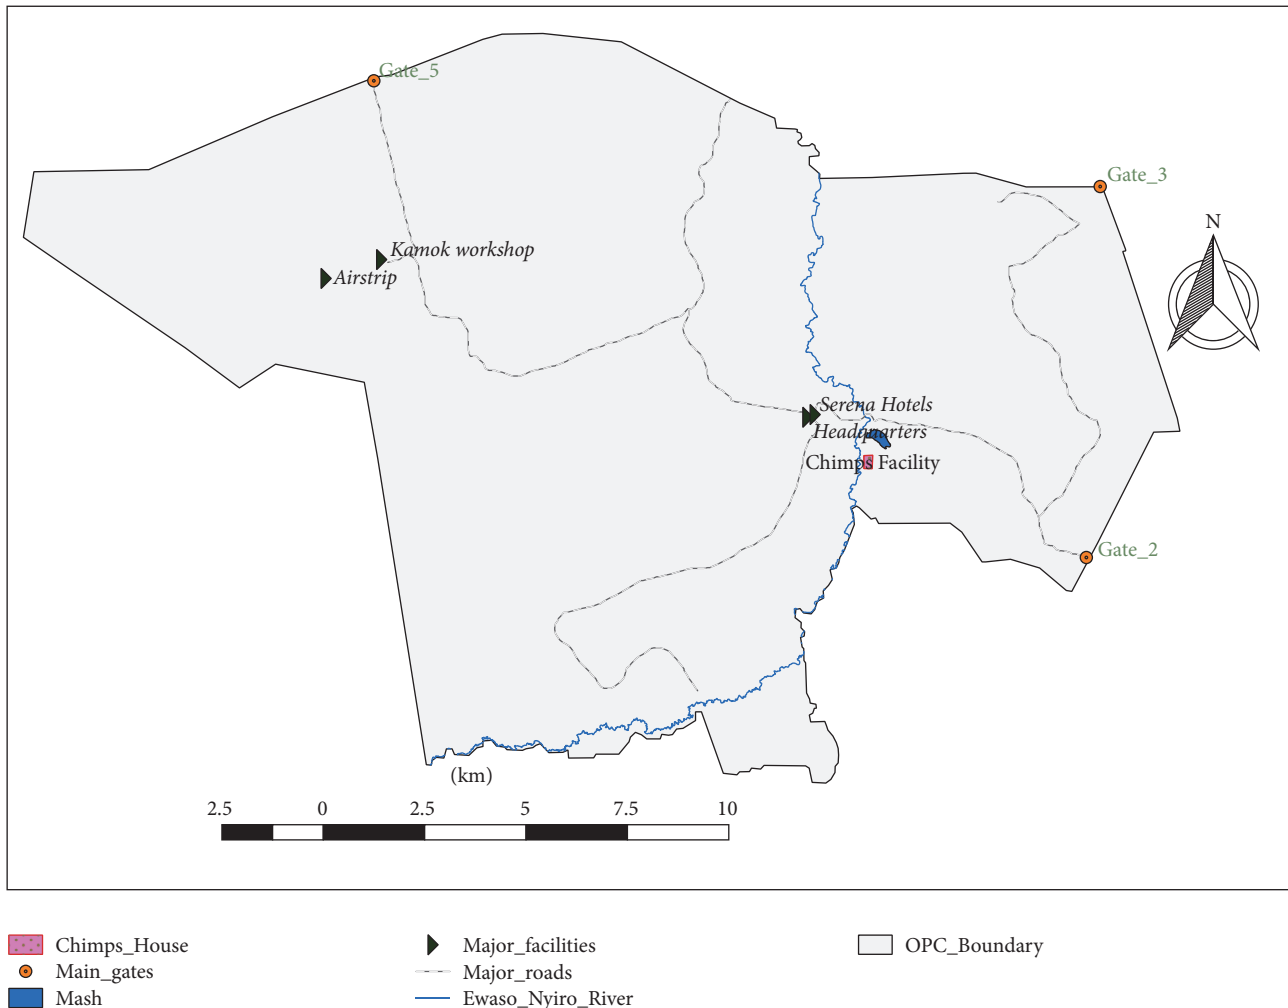 Gate_5
Gate_3
N
Kamok workshop
Airstrip
Serena Hotels
Headquarters
Chimps Facility
Gate_2
(km)
2.5 0 2.5 5 7.5 10
Chimps_House
Main_gates
Mash
Major_facilities
Major_roads
Ewaso_Nyiro_River
OPC_Boundary